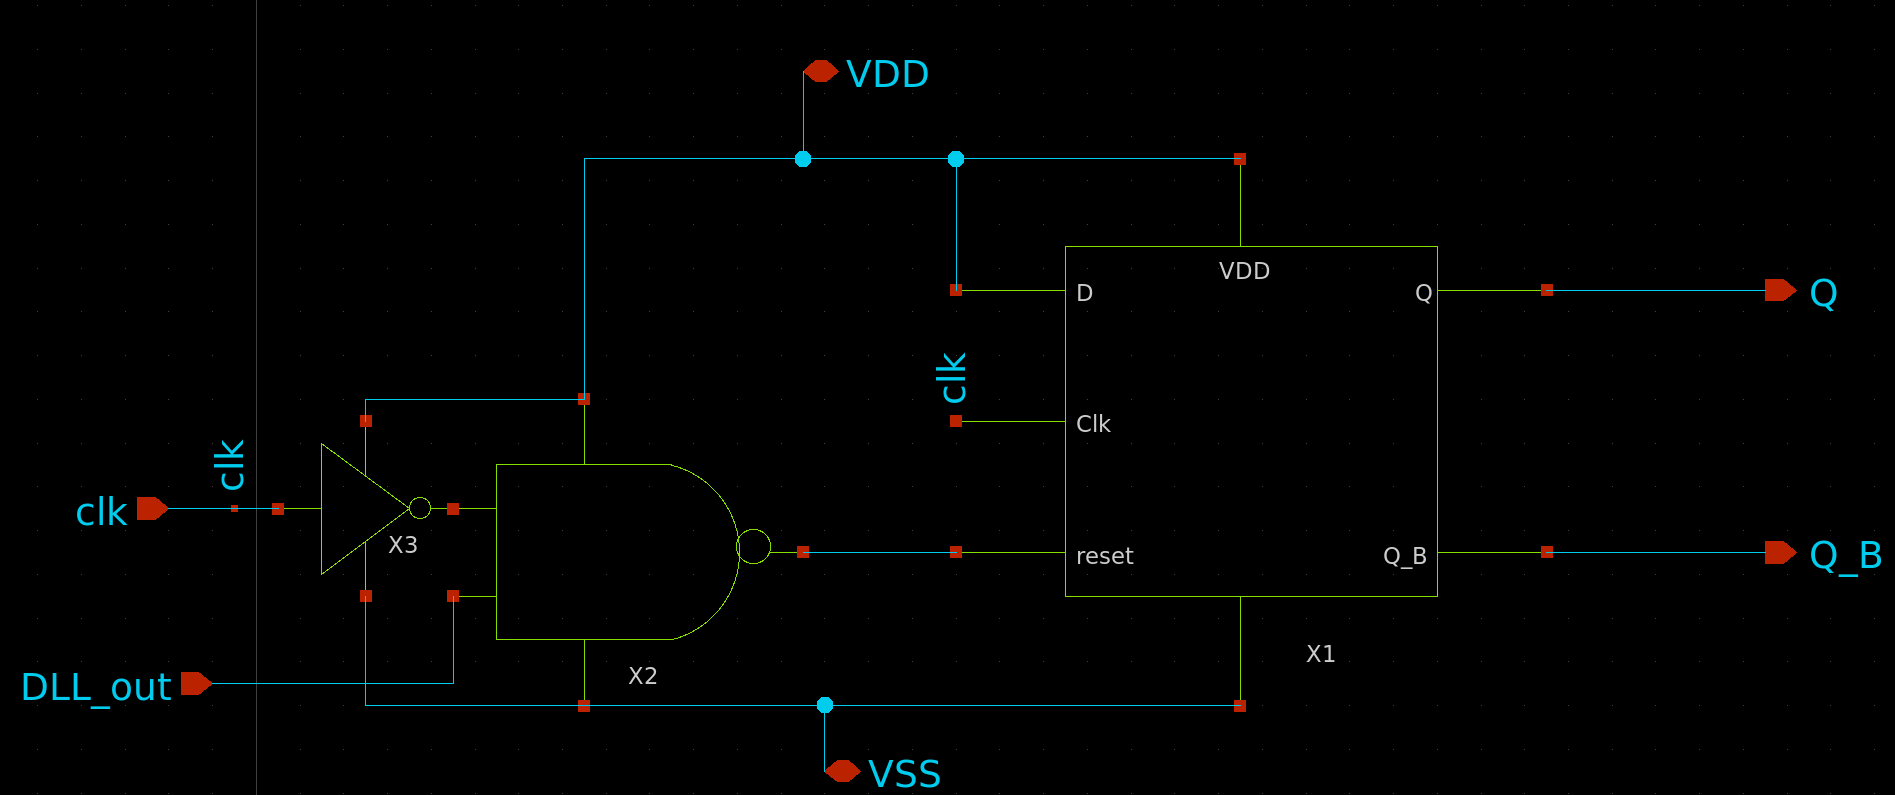 VDD
VDD
D
Q
Q
clk
Clk
clk
clk
X3
reset
Q_B
Q_B
X1
X2
DLL_out
VSS